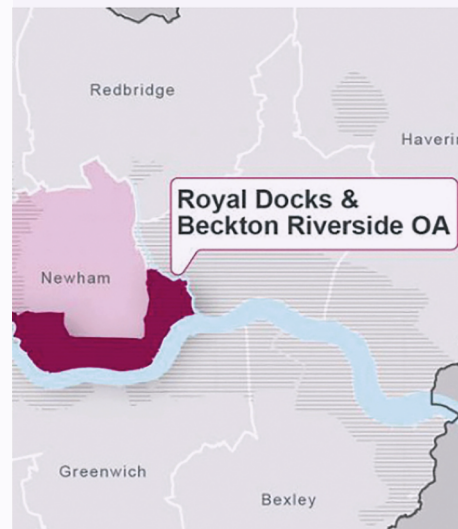 Redbridge
Haverin
Royal Docks &
Beckton Riverside OA
Newham
Greenwich
Bexley